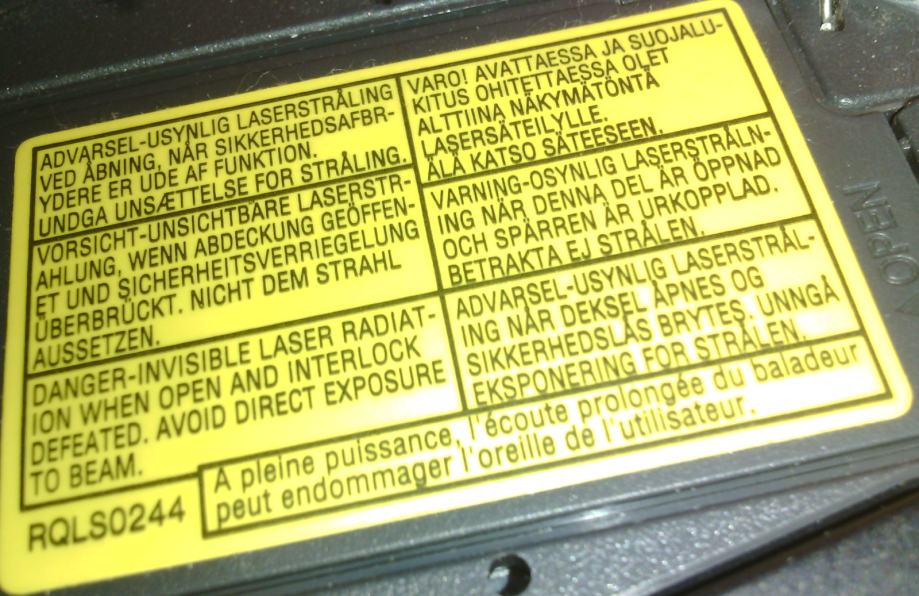 ADVARSEL-USYNLIG LASERSTRÅLING
VED ÅBNING, NÅR SIKKERHEDSAFBR-
YDERE ER UDE AF FUNKTION.
UNDGA UNSÆTTELSE FOR STRÅLING.
VORSICHT-UNSICHTBARE LASERSTR-
AHLUNG, WENN ABDECKUNG GEÖFFEN-
ET UND SICHERHEITSVERRIEGELUNG
ÜBERBRÜCKT. NICHT DEM STRAHL
AUSSETZEN.
DANGER-INVISIBLE LASER RADIAT-
ION WHEN OPEN AND INTERLOCK
DEFEATED. AVOID DIRECT EXPOSURE
TO BEAM.
VARO! AVATTAESSA JA SUOJALU-
KITUS OHITETTAESSA OLET
ALTTIINA NÄKYMÄTÖNTÄ
LASERSÄTEILYLLE.
ÄLÄ KATSO SÄTEESEEN.
VARNING-OSYNLIG LASERSTRÅLN-
ING NÄR DENNA DEL ÄR ÖPPNAD
OCH SPÄRREN ÄR URKOPPLAD.
BETRAKTA EJ STRÅLEN.
ADVARSEL-USYNLIG LASERSTRÅL-
ING NÅR DEKSEL ÅPNES OG
SIKKERHEDSLÅS BRYTES. UNNGÅ
EKSPONERING FOR STRÅLEN.
A pleine puissance, l'écoute prolongée du baladeur
peut endommager l'oreille de l'utilisateur.
RQLS0244
OPEN